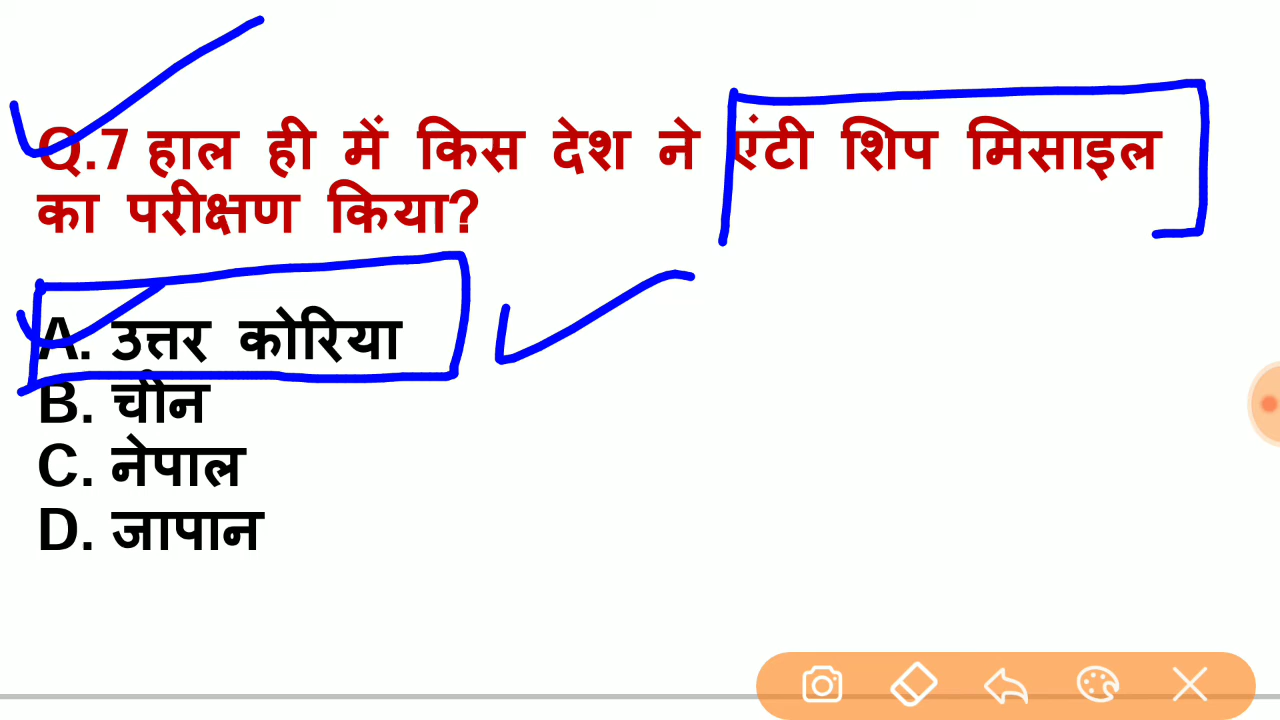 Q.7 हाल ही में किस देश ने एंटी शिप मिसाइल
का परीक्षण किया?
A. उत्तर कोरिया
B. चीन
C. नेपाल
D. जापान